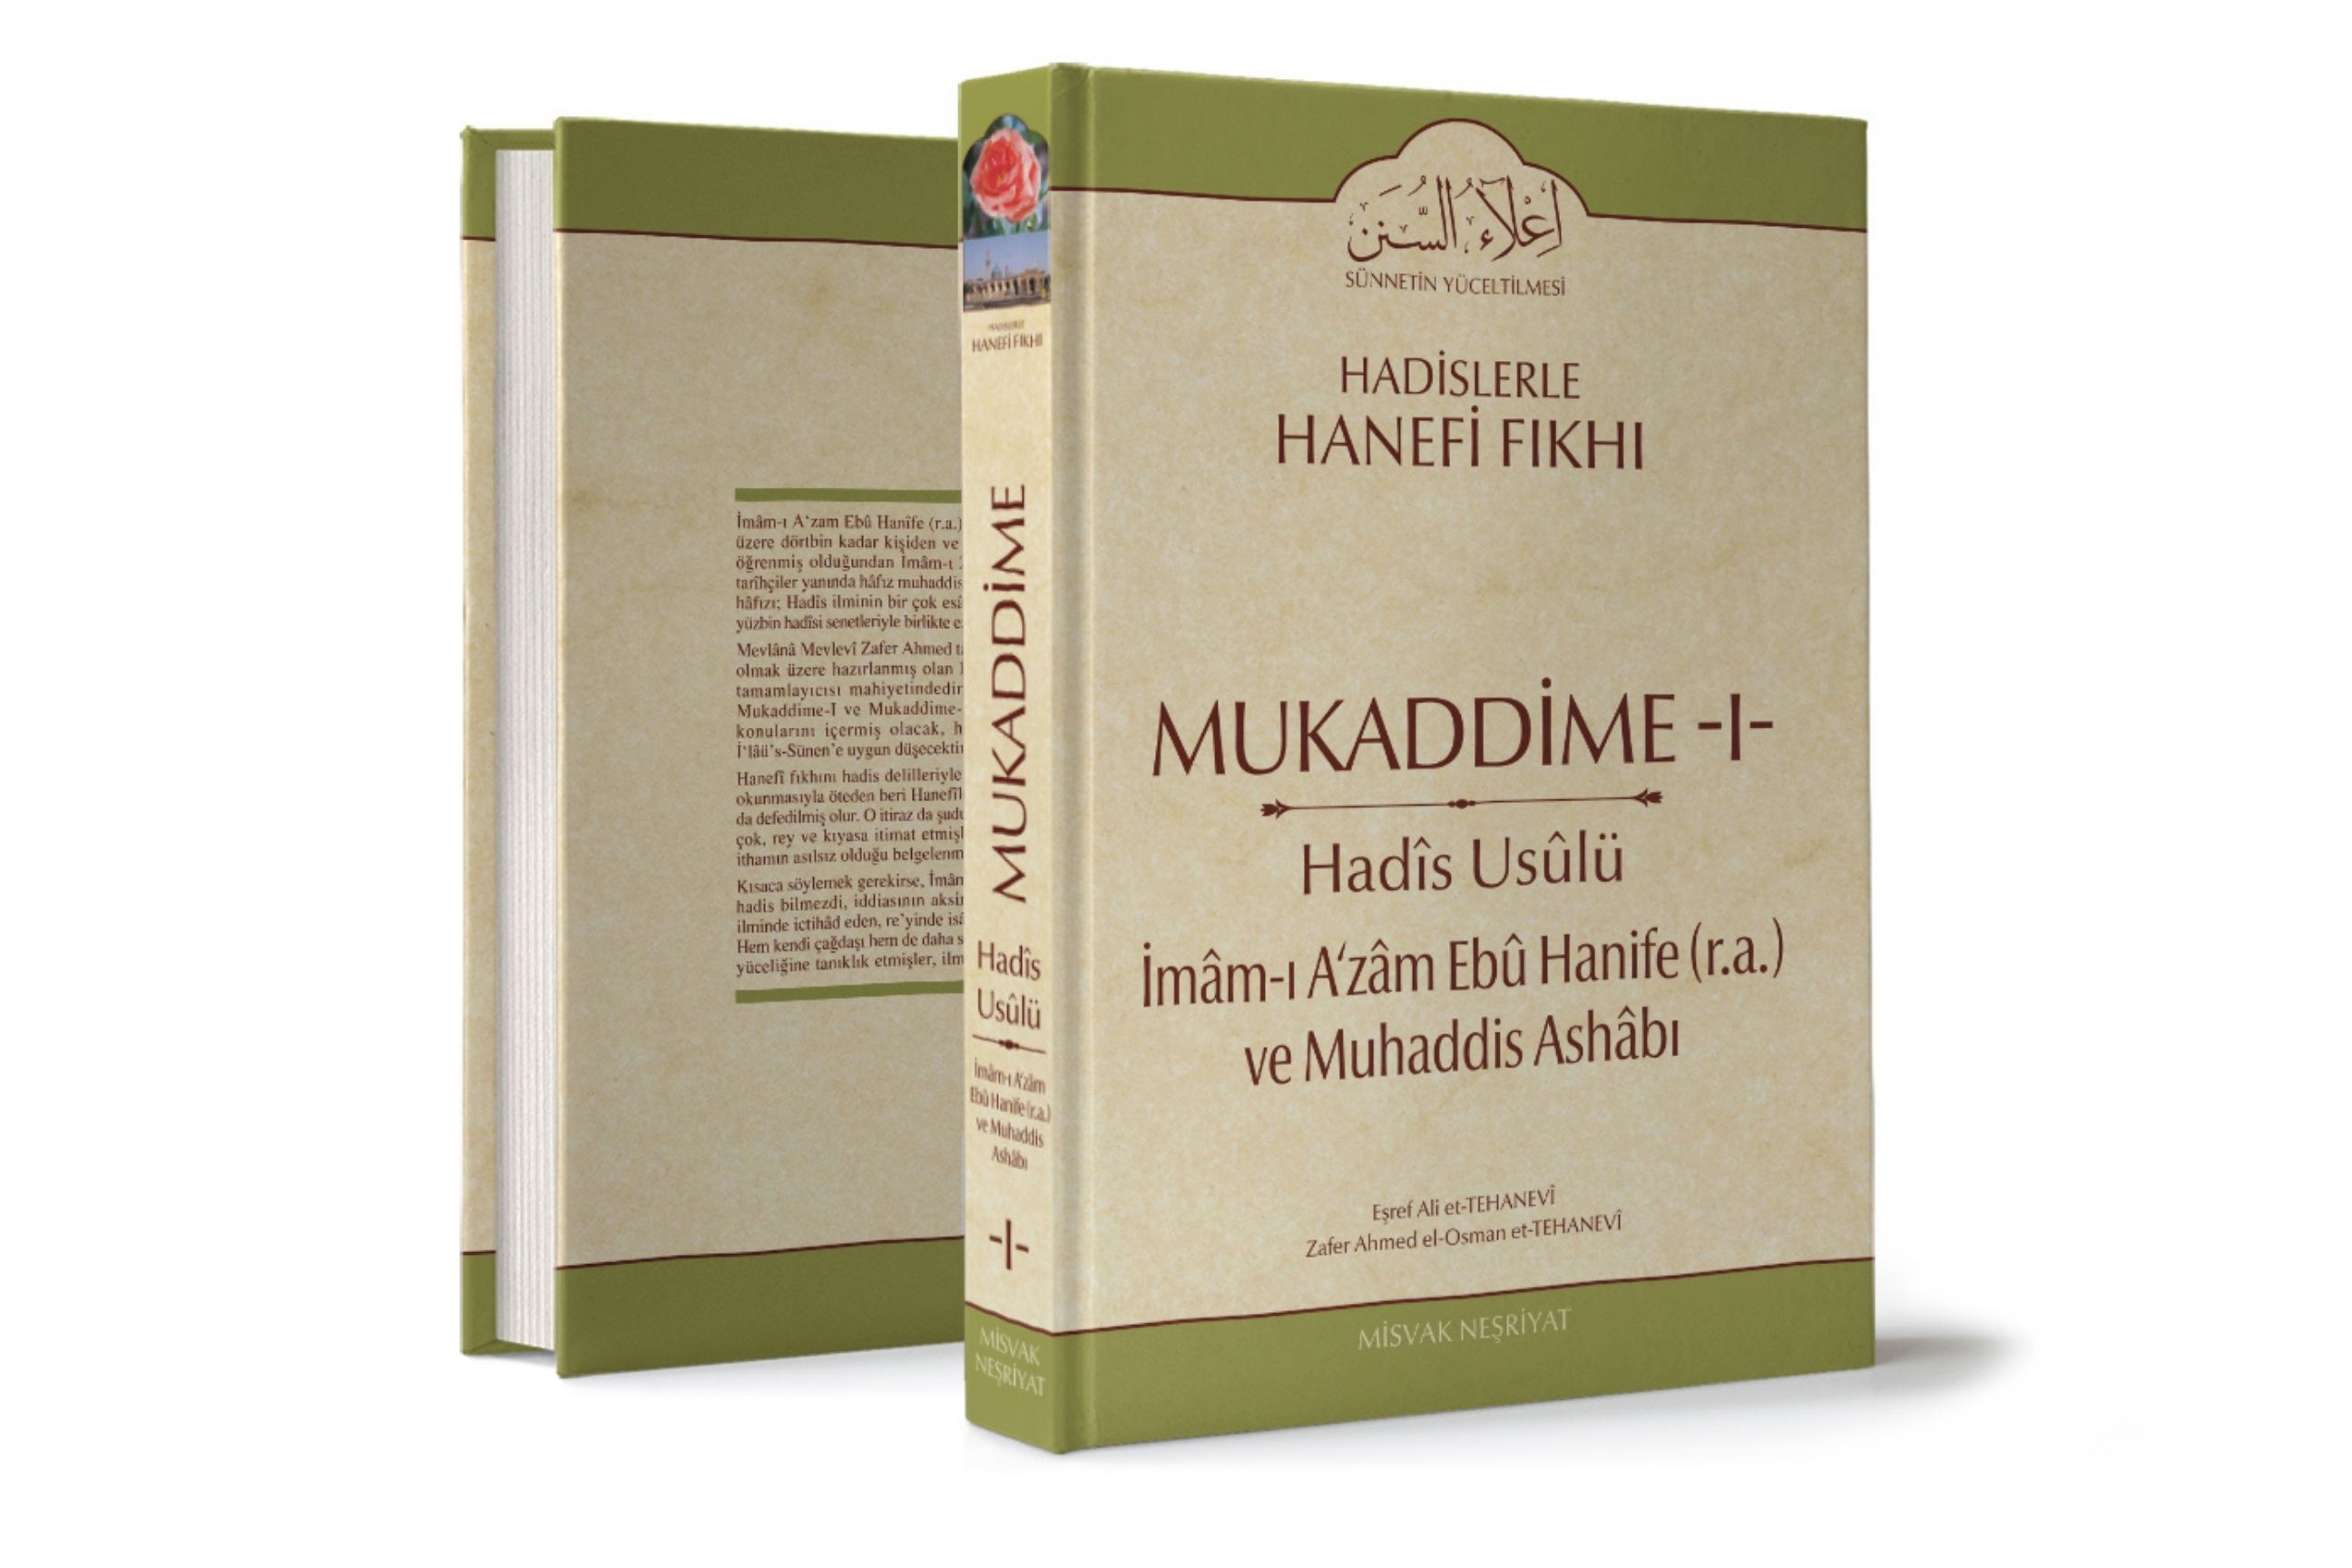 إعلاء السنن
SÜNNETİN YÜCELTİLMESİ
HADİSLERLE
HANEFİ FIKHI
MUKADDİME -I-
Hadîs Usûlü
İmâm-ı A‘zâm Ebû Hanife (r.a.)
ve Muhaddis Ashâbı
Eşref Ali et-TEHANEVÎ
Zafer Ahmed el-Osman et-TEHANEVÎ
MİSVAK NEŞRİYAT
HADİSLERLE
HANEFİ FIKHI
MUKADDİME
Hadîs
Usûlü
İmâm-ı A‘zâm
Ebû Hanife (r.a.)
ve Muhaddis
Ashâbı
-I-
MİSVAK
NEŞRİYAT
İmâm-ı A‘zam Ebû Hanîfe (r.a.)
üzere dörtbin kadar kişiden ve
öğrenmiş olduğundan İmâm-ı
tarîhçiler yanında hâfız muhaddis
hâfızı; Hadîs ilminin bir çok
yüzbin hadîsi senetleriyle birlikte
Mevlânâ Mevlevî Zafer Ahmed
olmak üzere hazırlanmış olan
tamamlayıcısı mahiyetindedir
Mukaddime-I ve Mukaddime-
konularını içermiş olacak,
İ‘lâü’s-Sünen’e uygun düşecektir
Hanefî fıkhını hadis delilleriyle
okunmasıyla öteden beri
da defedilmiş olur. O itiraz da
çok, rey ve kıyasa itimat
ithamın asılsız olduğu
Kısaca söylemek gerekirse,
hadis bilmezdi, iddiasının
ilminde ictihâd eden, re’yinde
Hem kendi çağdaşı hem de daha
yüceliğine tanıklık etmişler,